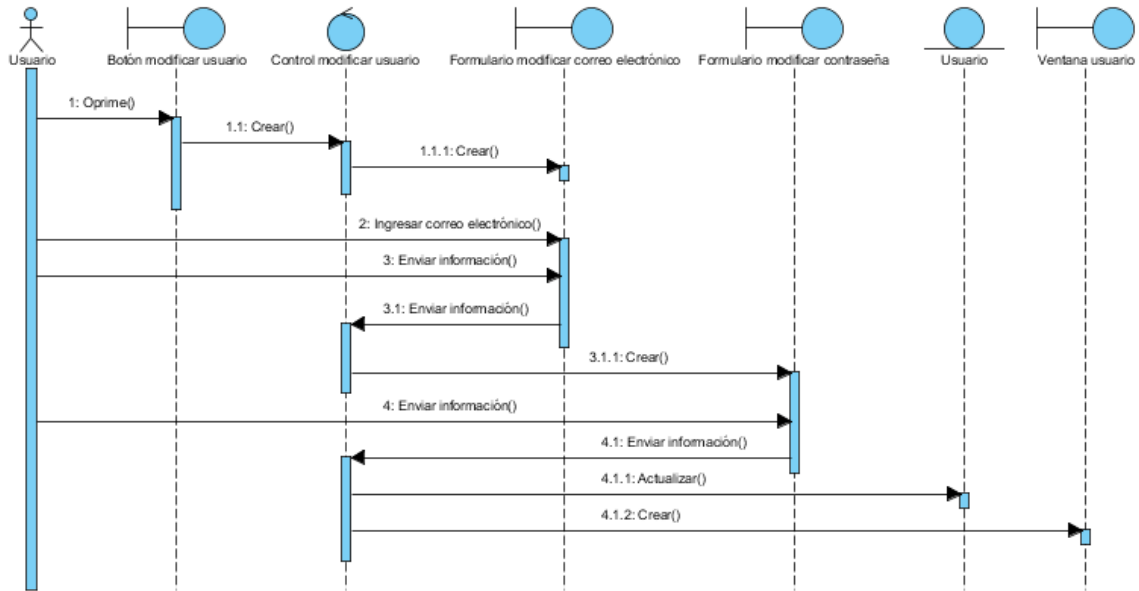 Usuario
Botón modificar usuario
Control modificar usuario
Formulario modificar correo electrónico
Formulario modificar contraseña
Usuario
Ventana usuario
1: Oprime()
1.1: Crear()
1.1.1: Crear()
2: Ingresar correo electrónico()
3: Enviar información()
3.1: Enviar información()
3.1.1: Crear()
4: Enviar información()
4.1: Enviar información()
4.1.1: Actualizar()
4.1.2: Crear()